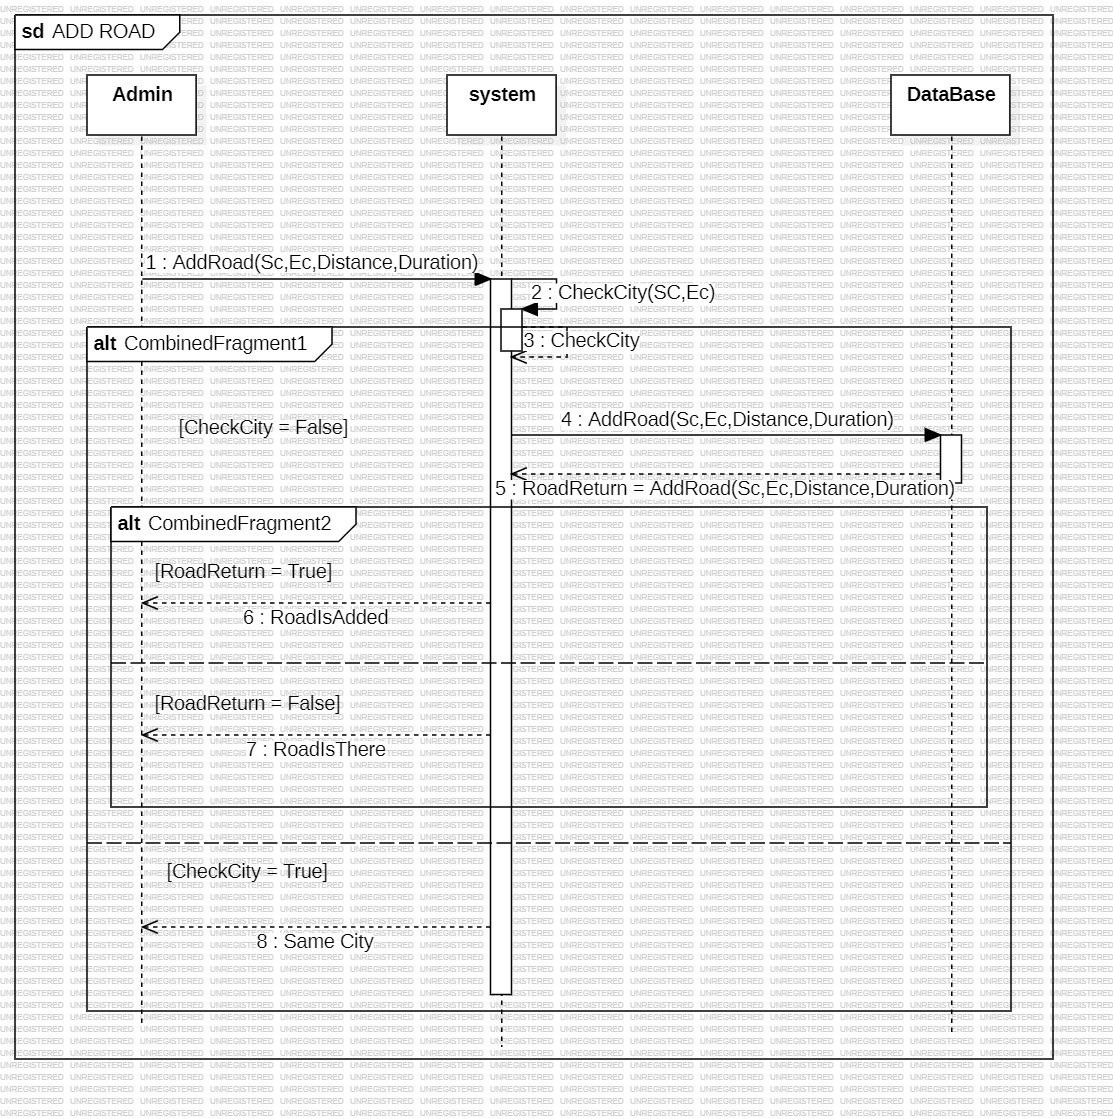 sd ADD ROAD
Admin
system
DataBase
1 : AddRoad(Sc,Ec,Distance,Duration)
2 : CheckCity(SC,Ec)
alt CombinedFragment1
3 : CheckCity
[CheckCity = False]
4 : AddRoad(Sc,Ec,Distance,Duration)
5 : RoadReturn = AddRoad(Sc,Ec,Distance,Duration)
alt CombinedFragment2
[RoadReturn = True]
6 : RoadIsAdded
[RoadReturn = False]
7 : RoadIsThere
[CheckCity = True]
8 : Same City
UNREGISTERED